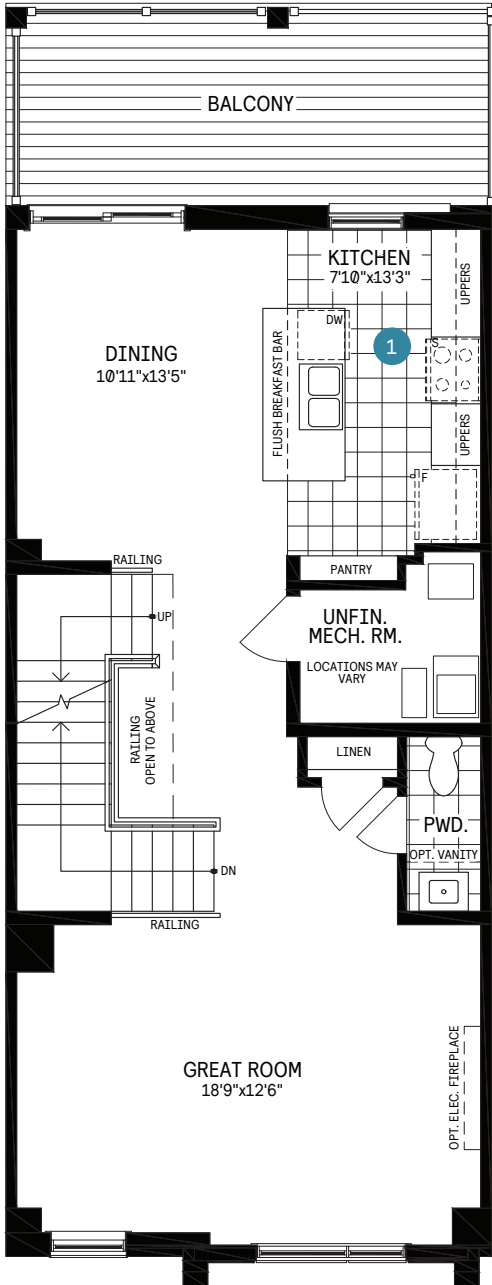 BALCONY
KITCHEN
7'10"x13'3"
UPPERS
DW
1
S
DINING
10'11"x13'5"
FLUSH BREAKFAST BAR
UPPERS
F
RAILING
PANTRY
UP
UNFIN.
MECH. RM.
LOCATIONS MAY
VARY
RAILING
OPEN TO ABOVE
LINEN
PWD.
OPT. VANITY
DN
RAILING
GREAT ROOM
18'9"x12'6"
OPT. ELEC. FIREPLACE